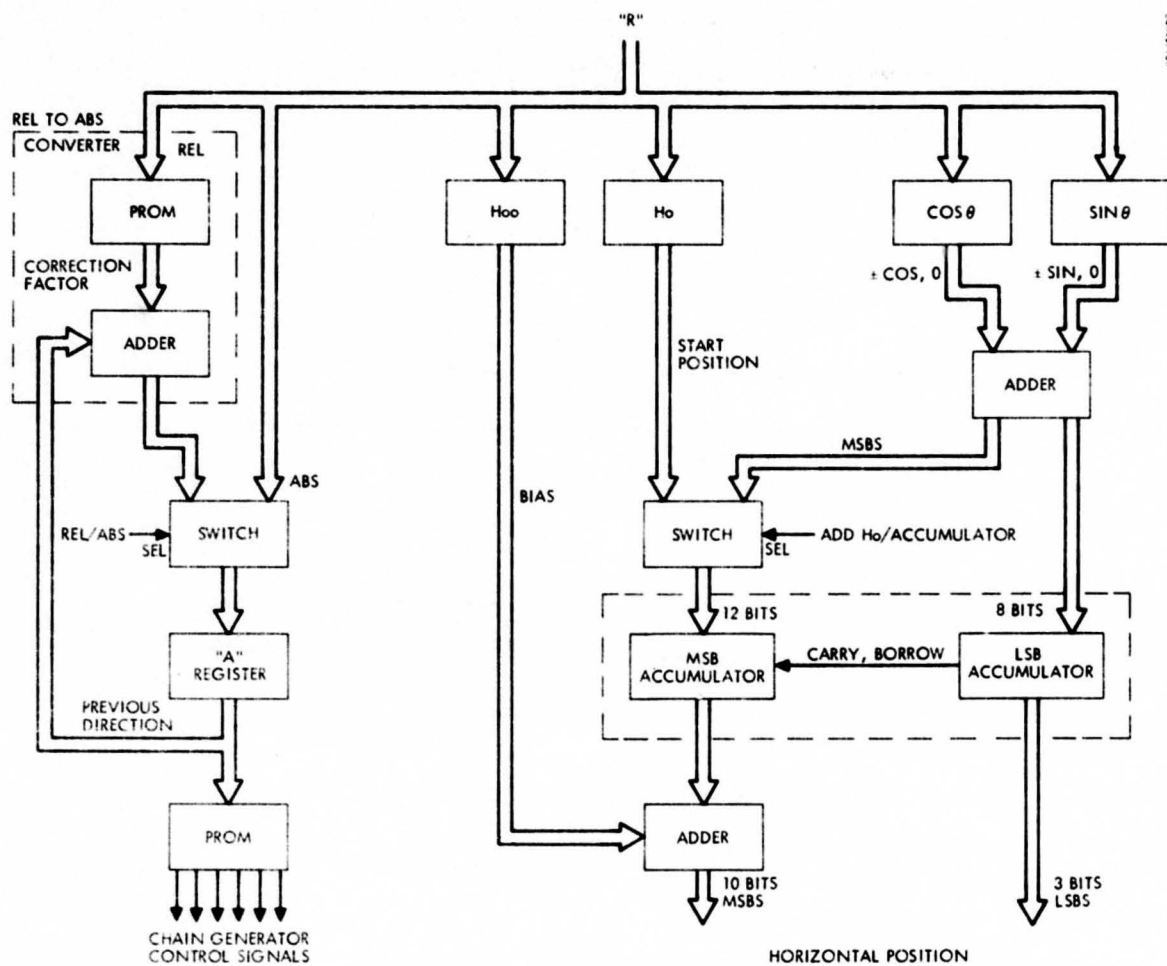 "R"
REL TO ABS
CONVERTER
REL
PROM
Hoo
Ho
COS θ
SIN θ
CORRECTION
FACTOR
± COS, 0
± SIN, 0
ADDER
START
POSITION
ADDER
MSBS
ABS
BIAS
REL/ABS
SEL
SWITCH
SWITCH
SEL
ADD Ho/ACCUMULATOR
12 BITS
8 BITS
"A"
REGISTER
MSB
ACCUMULATOR
CARRY, BORROW
LSB
ACCUMULATOR
PREVIOUS
DIRECTION
PROM
ADDER
10 BITS
MSBS
3 BITS
LSBS
CHAIN GENERATOR
CONTROL SIGNALS
HORIZONTAL POSITION